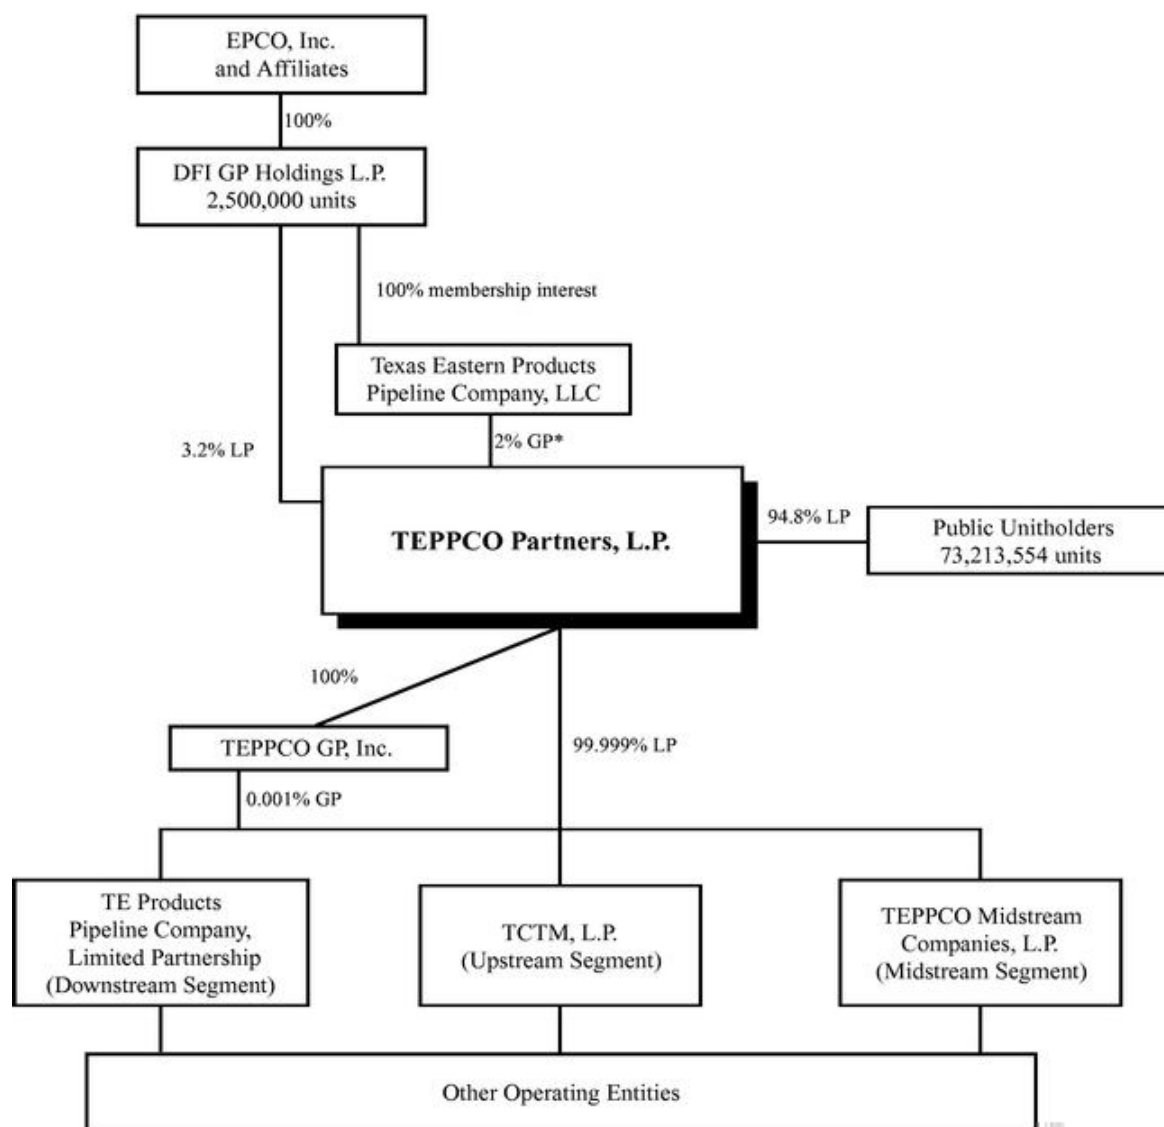 EPCO, Inc.
and Affiliates
100%
DFI GP Holdings L.P.
2,500,000 units
100% membership interest
Texas Eastern Products
Pipeline Company, LLC
3.2% LP
2% GP*
TEPPCO Partners, L.P.
94.8% LP
Public Unitholders
73,213,554 units
100%
TEPPCO GP, Inc.
99.999% LP
0.001% GP
TE Products
Pipeline Company,
Limited Partnership
(Downstream Segment)
TCTM, L.P.
(Upstream Segment)
TEPPCO Midstream
Companies, L.P.
(Midstream Segment)
Other Operating Entities